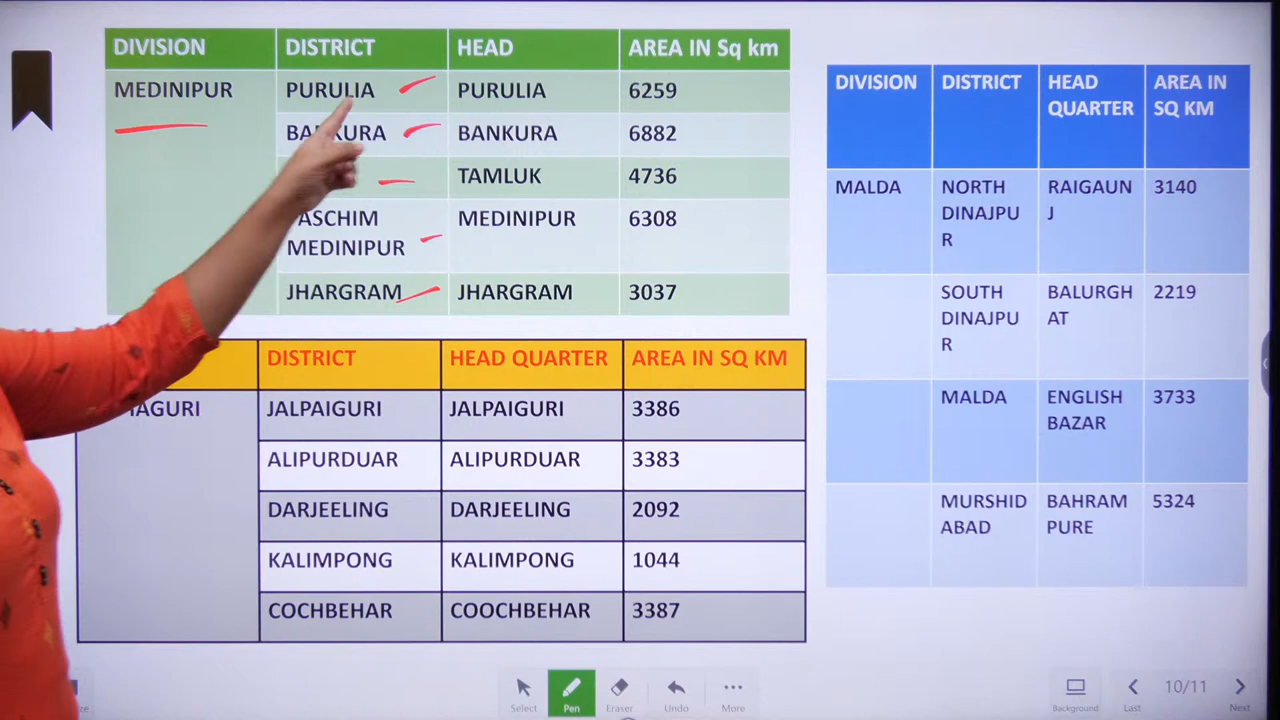 DIVISION DISTRICT HEAD AREA IN Sq km
MEDINIPUR PURULIA PURULIA 6259
BANKURA BANKURA 6882
TAMLUK 4736
PASCHIM MEDINIPUR 6308
MEDINIPUR
JHARGRAM JHARGRAM 3037
DISTRICT HEAD QUARTER AREA IN SQ KM
JALPAIGURI JALPAIGURI 3386
ALIPURDUAR ALIPURDUAR 3383
DARJEELING DARJEELING 2092
KALIMPONG KALIMPONG 1044
COCHBEHAR COOCHBEHAR 3387
DIVISION DISTRICT HEAD AREA IN
QUARTER SQ KM
MALDA NORTH RAIGAUN 3140
DINAJPU J
R
SOUTH BALURGH 2219
DINAJPU AT
R
MALDA ENGLISH 3733
BAZAR
MURSHID BAHRAM 5324
ABAD PURE
Select Pen Eraser Undo More
Background Last 10/11 Next